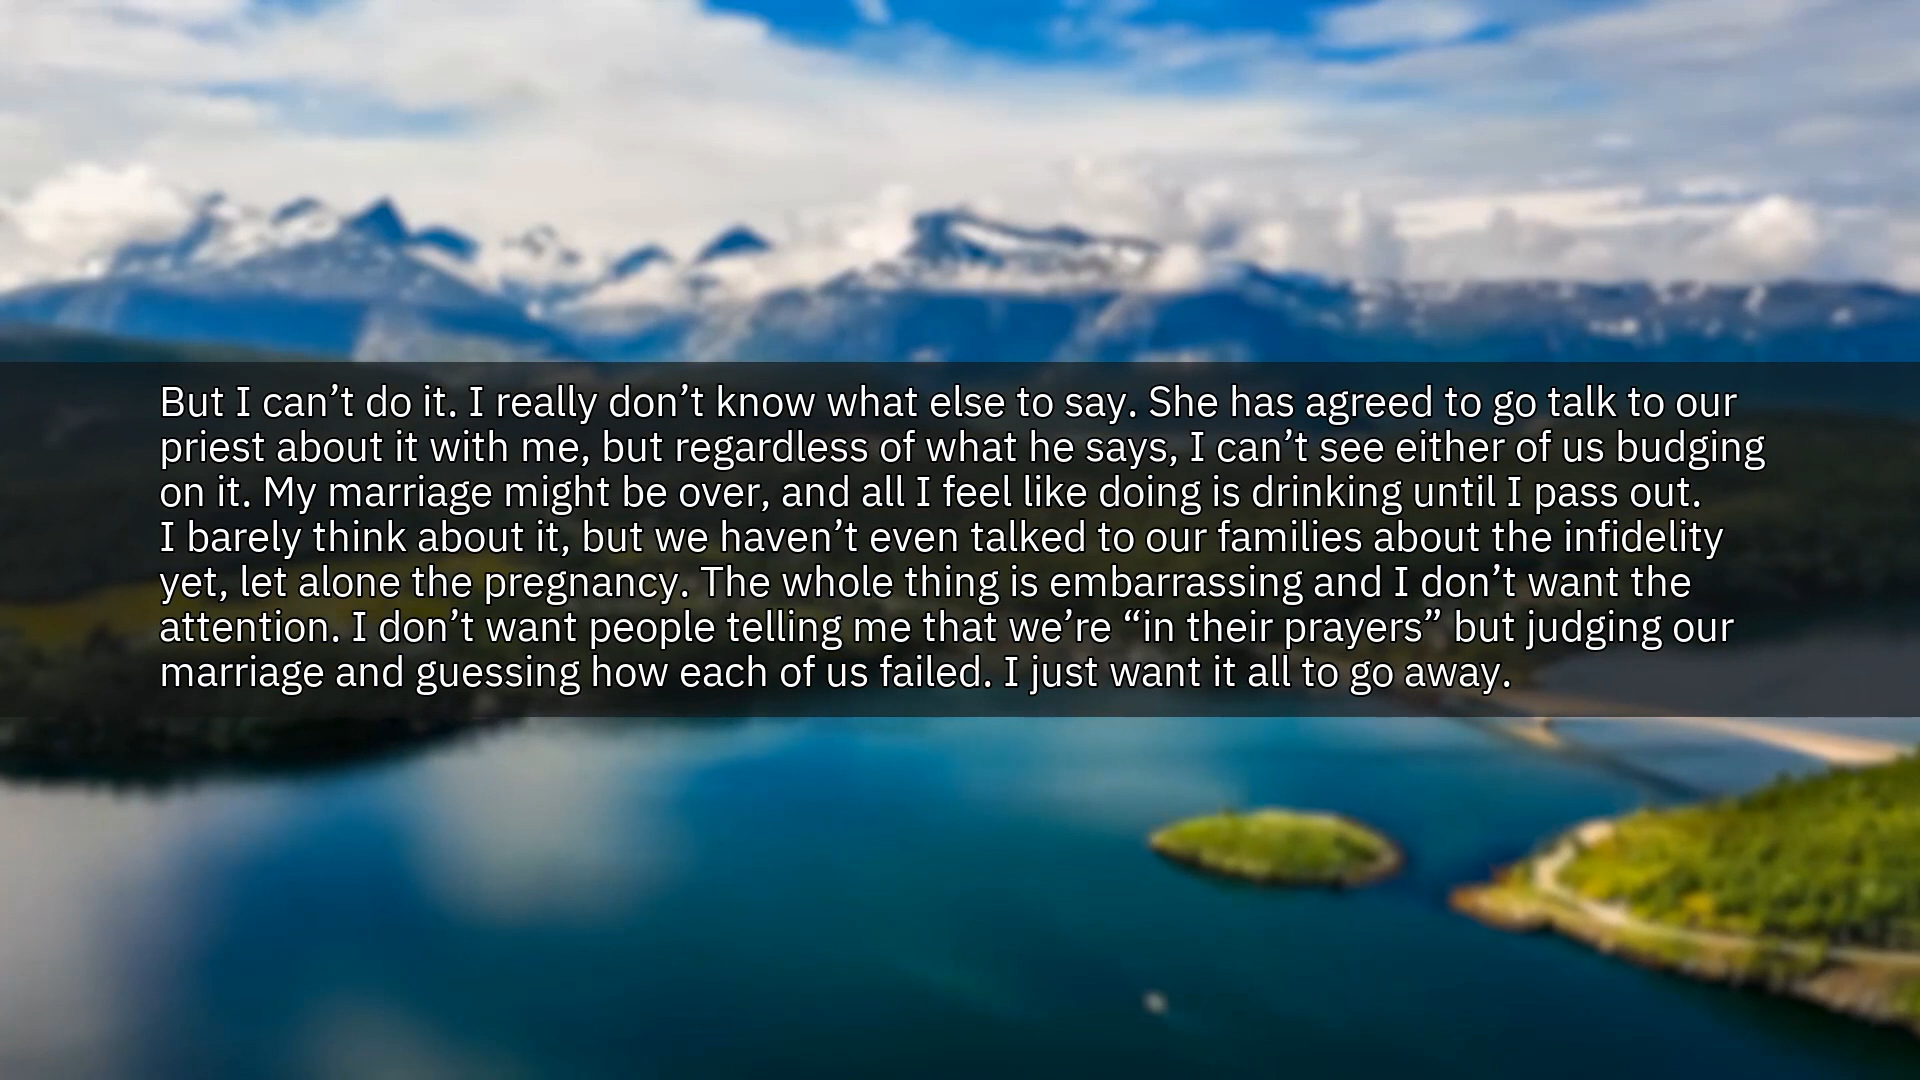 But I can’t do it. I really don’t know what else to say. She has agreed to go talk to our
priest about it with me, but regardless of what he says, I can’t see either of us budging
on it. My marriage might be over, and all I feel like doing is drinking until I pass out.
I barely think about it, but we haven’t even talked to our families about the infidelity
yet, let alone the pregnancy. The whole thing is embarrassing and I don’t want the
attention. I don’t want people telling me that we’re “in their prayers” but judging our
marriage and guessing how each of us failed. I just want it all to go away.